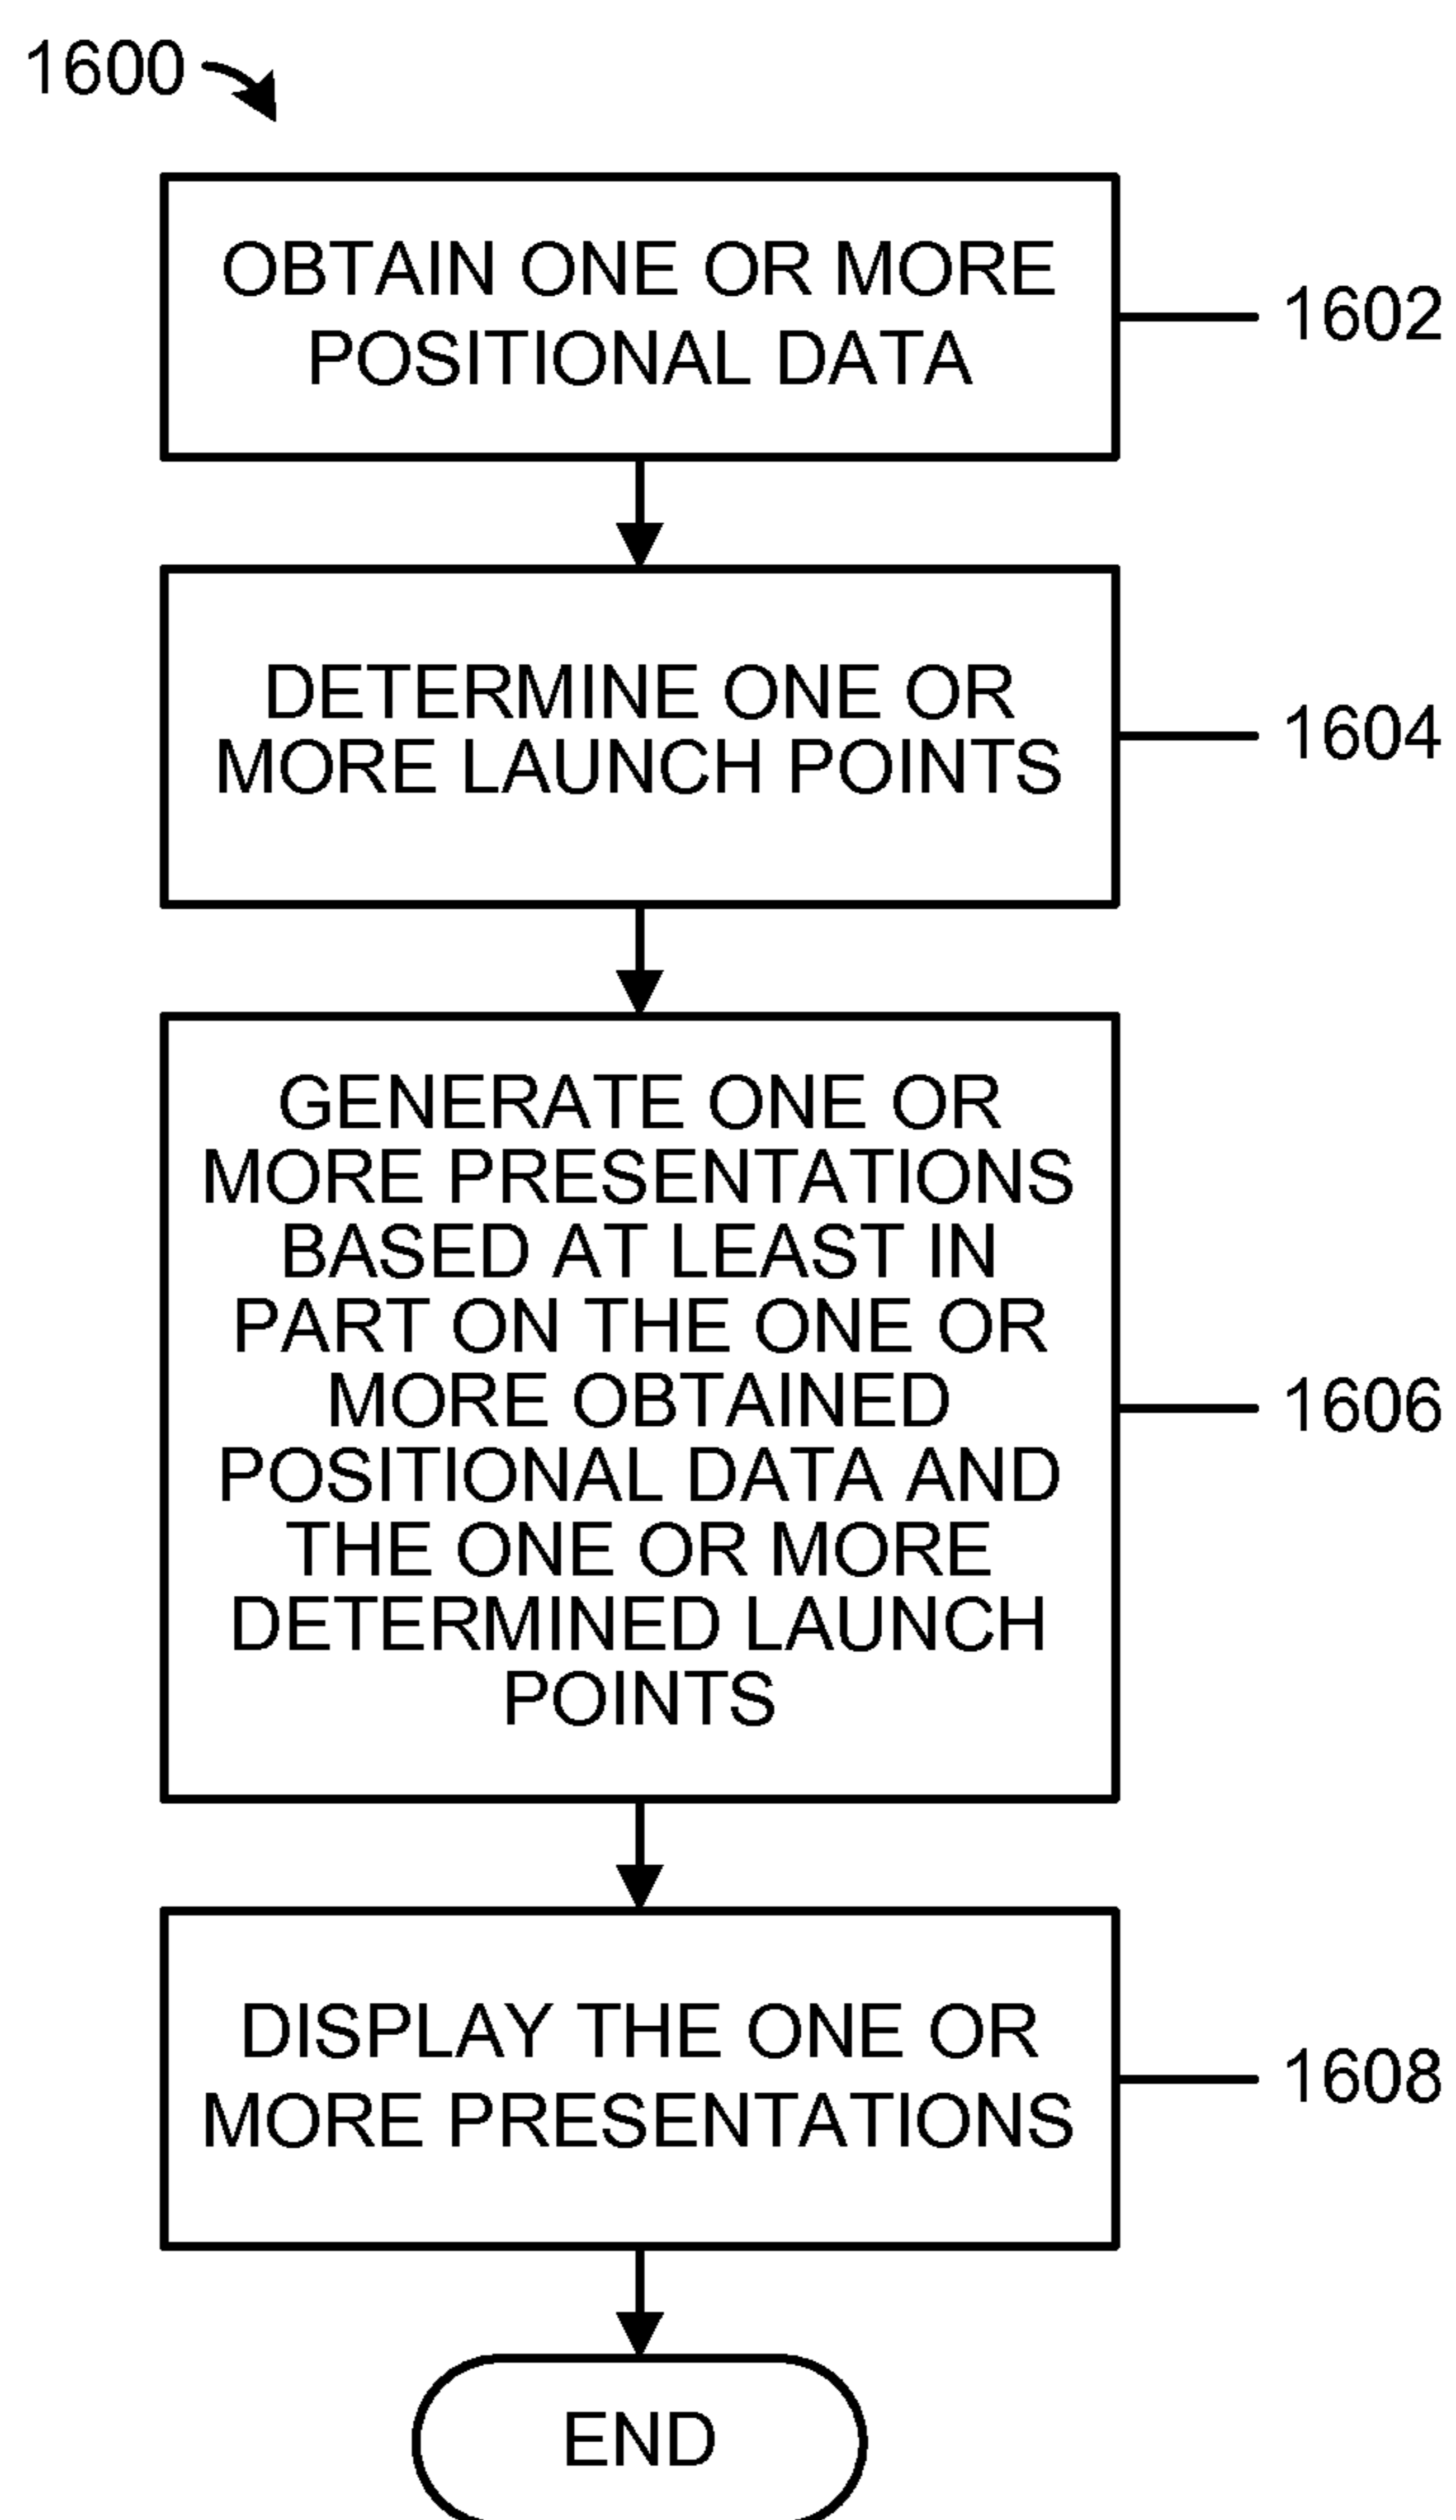 1600
OBTAIN ONE OR MORE
POSITIONAL DATA
1602
DETERMINE ONE OR
MORE LAUNCH POINTS
1604
GENERATE ONE OR
MORE PRESENTATIONS
BASED AT LEAST IN
PART ON THE ONE OR
MORE OBTAINED
POSITIONAL DATA AND
THE ONE OR MORE
DETERMINED LAUNCH
POINTS
1606
DISPLAY THE ONE OR
MORE PRESENTATIONS
1608
END